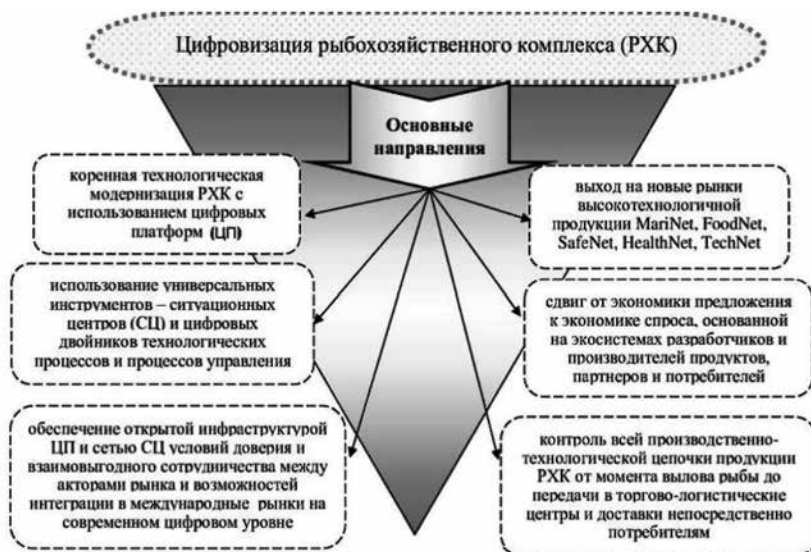 Цифровизация рыбохозяйственного комплекса (РХК)
Основные
направления
коренная технологическая
модернизация РХК с
использованием цифровых
платформ (ЦП)
использование универсальных
инструментов – ситуационных
центров (СЦ) и цифровых
двойников технологических
процессов и процессов управления
обеспечение открытой инфраструктурой
ЦП и сетью СЦ условий доверия и
взаимовыгодного сотрудничества между
акторами рынка и возможностей
интеграции в международные рынки на
современном цифровом уровне
выход на новые рынки
высокотехнологичной
продукции MariNet, FoodNet,
SafeNet, HealthNet, TechNet
сдвиг от экономики предложения
к экономике спроса, основанной
на экосистемах разработчиков и
производителей продуктов,
партнеров и потребителей
контроль всей производственно-
технологической цепочки продукции
РХК от момента вылова рыбы до
передачи в торгово-логистические
центры и доставки непосредственно
потребителям